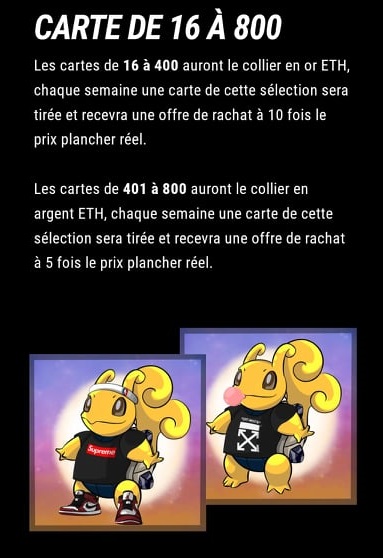 CARTE DE 16 À 800
Les cartes de 16 à 400 auront le collier en or ETH,
chaque semaine une carte de cette sélection sera
tirée et recevra une offre de rachat à 10 fois le
prix plancher réel.
Les cartes de 401 à 800 auront le collier en
argent ETH, chaque semaine une carte de cette
sélection sera tirée et recevra une offre de rachat
à 5 fois le prix plancher réel.
Supreme